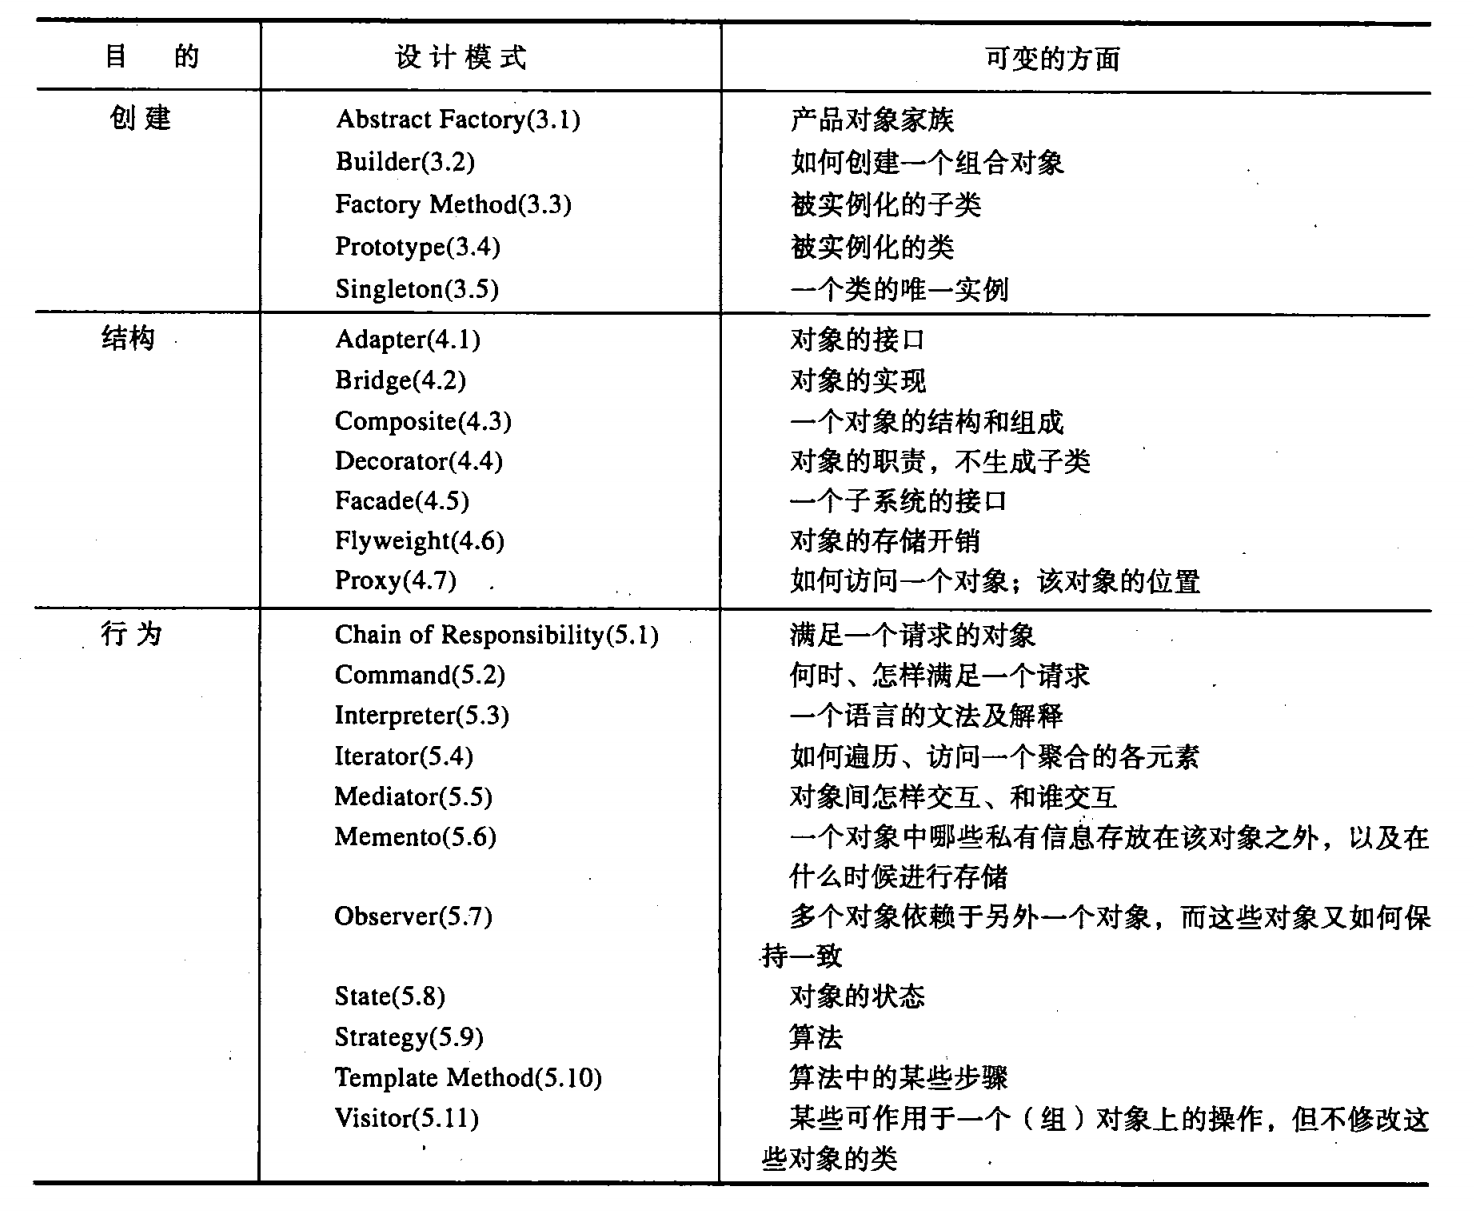 目 的 设计模式 可变的方面
创建 Abstract Factory(3.1) 产品对象家族
Builder(3.2) 如何创建一个组合对象
Factory Method(3.3) 被实例化的子类
Prototype(3.4) 被实例化的类
Singleton(3.5) 一个类的唯一实例
结构 Adapter(4.1) 对象的接口
Bridge(4.2) 对象的实现
Composite(4.3) 一个对象的结构和组成
Decorator(4.4) 对象的职责，不生成子类
Facade(4.5) 一个子系统的接口
Flyweight(4.6) 对象的存储开销
Proxy(4.7) 如何访问一个对象；该对象的位置
行为 Chain of Responsibility(5.1) 满足一个请求的对象
Command(5.2) 何时、怎样满足一个请求
Interpreter(5.3) 一个语言的文法及解释
Iterator(5.4) 如何遍历、访问一个聚合的各元素
Mediator(5.5) 对象间怎样交互、和谁交互
Memento(5.6) 一个对象中哪些私有信息存放在该对象之外，以及在
什么时候进行存储
Observer(5.7) 多个对象依赖于另外一个对象，而这些对象又如何保
持一致
State(5.8) 对象的状态
Strategy(5.9) 算法
Template Method(5.10) 算法中的某些步骤
Visitor(5.11) 某些可作用于一个（组）对象上的操作，但不修改这
些对象的类